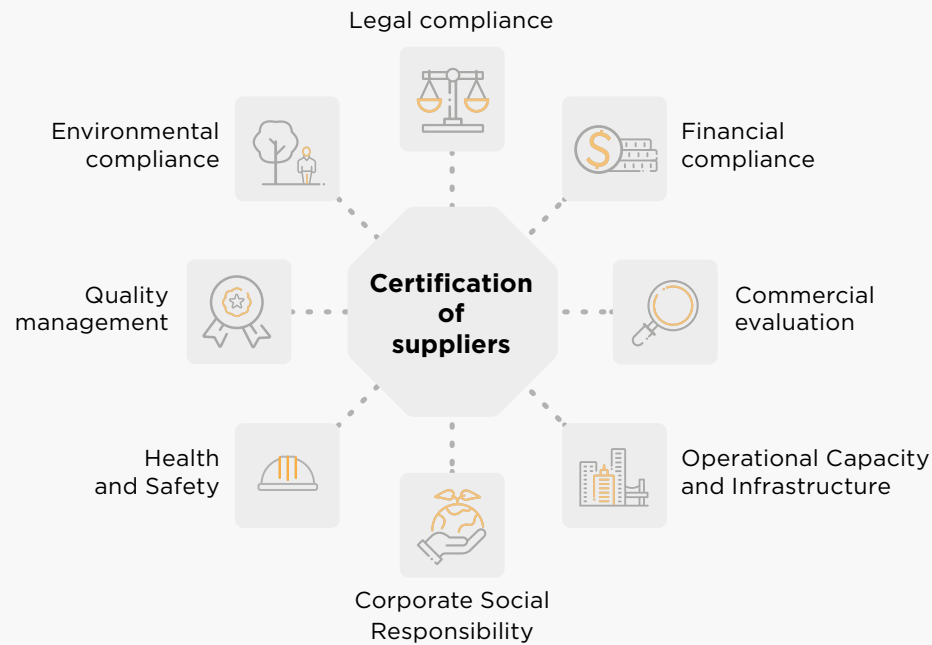 Legal compliance
Environmental
compliance
Financial
compliance
Quality
management
Certification
of
suppliers
Commercial
evaluation
Health
and Safety
Operational Capacity
and Infrastructure
Corporate Social
Responsibility